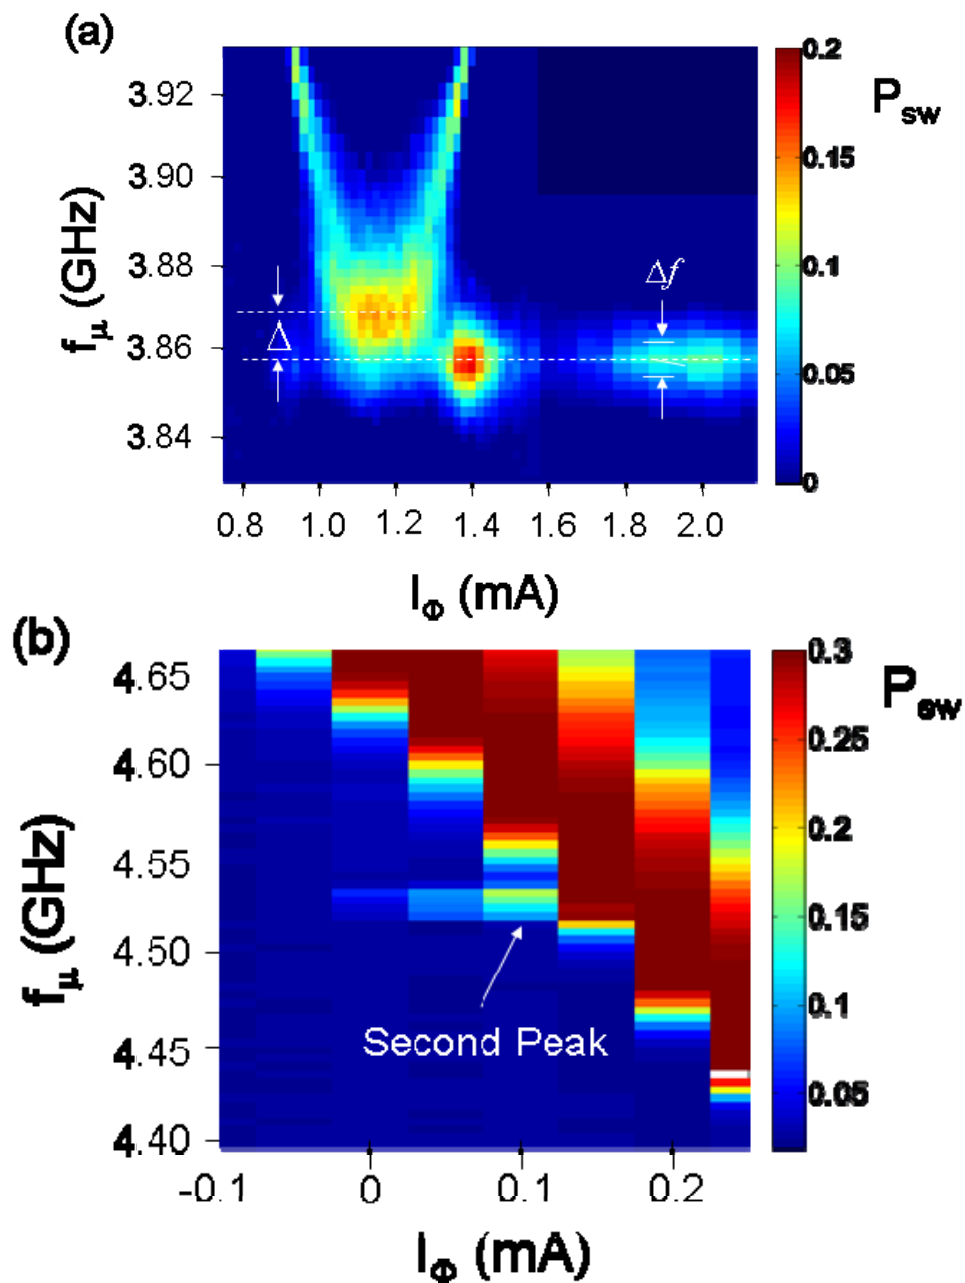 (a)
3.92
3.90
3.88
3.86
3.84
f_μ (GHz)
Δ
Δf
0.2
0.15
0.1
0.05
0
P_sw
0.8 1.0 1.2 1.4 1.6 1.8 2.0
I_Φ (mA)
(b)
4.65
4.60
4.55
4.50
4.45
4.40
f_μ (GHz)
Second Peak
0.3
0.25
0.2
0.15
0.1
0.05
P_sw
-0.1 0 0.1 0.2
I_Φ (mA)